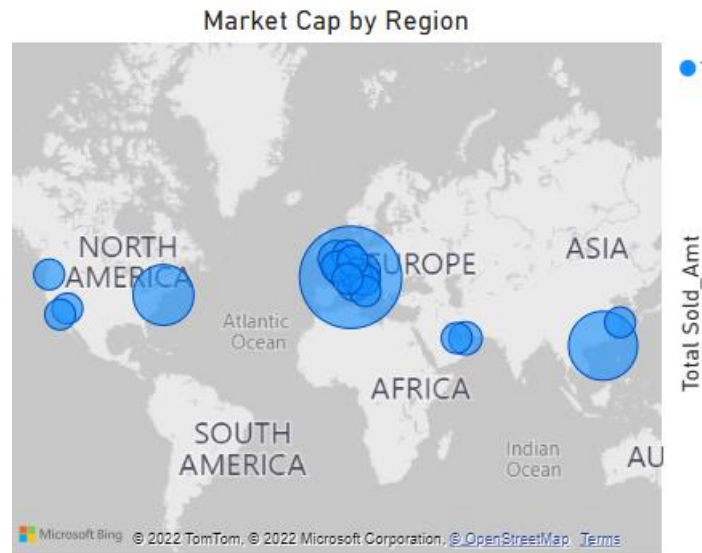 Market Cap by Region
NORTH
AMERICA
EUROPE
ASIA
Atlantic
Ocean
AFRICA
SOUTH
AMERICA
Indian
Ocean
AU
Microsoft Bing © 2022 TomTom, © 2022 Microsoft Corporation, © OpenStreetMap Terms
Total Sold_Amt